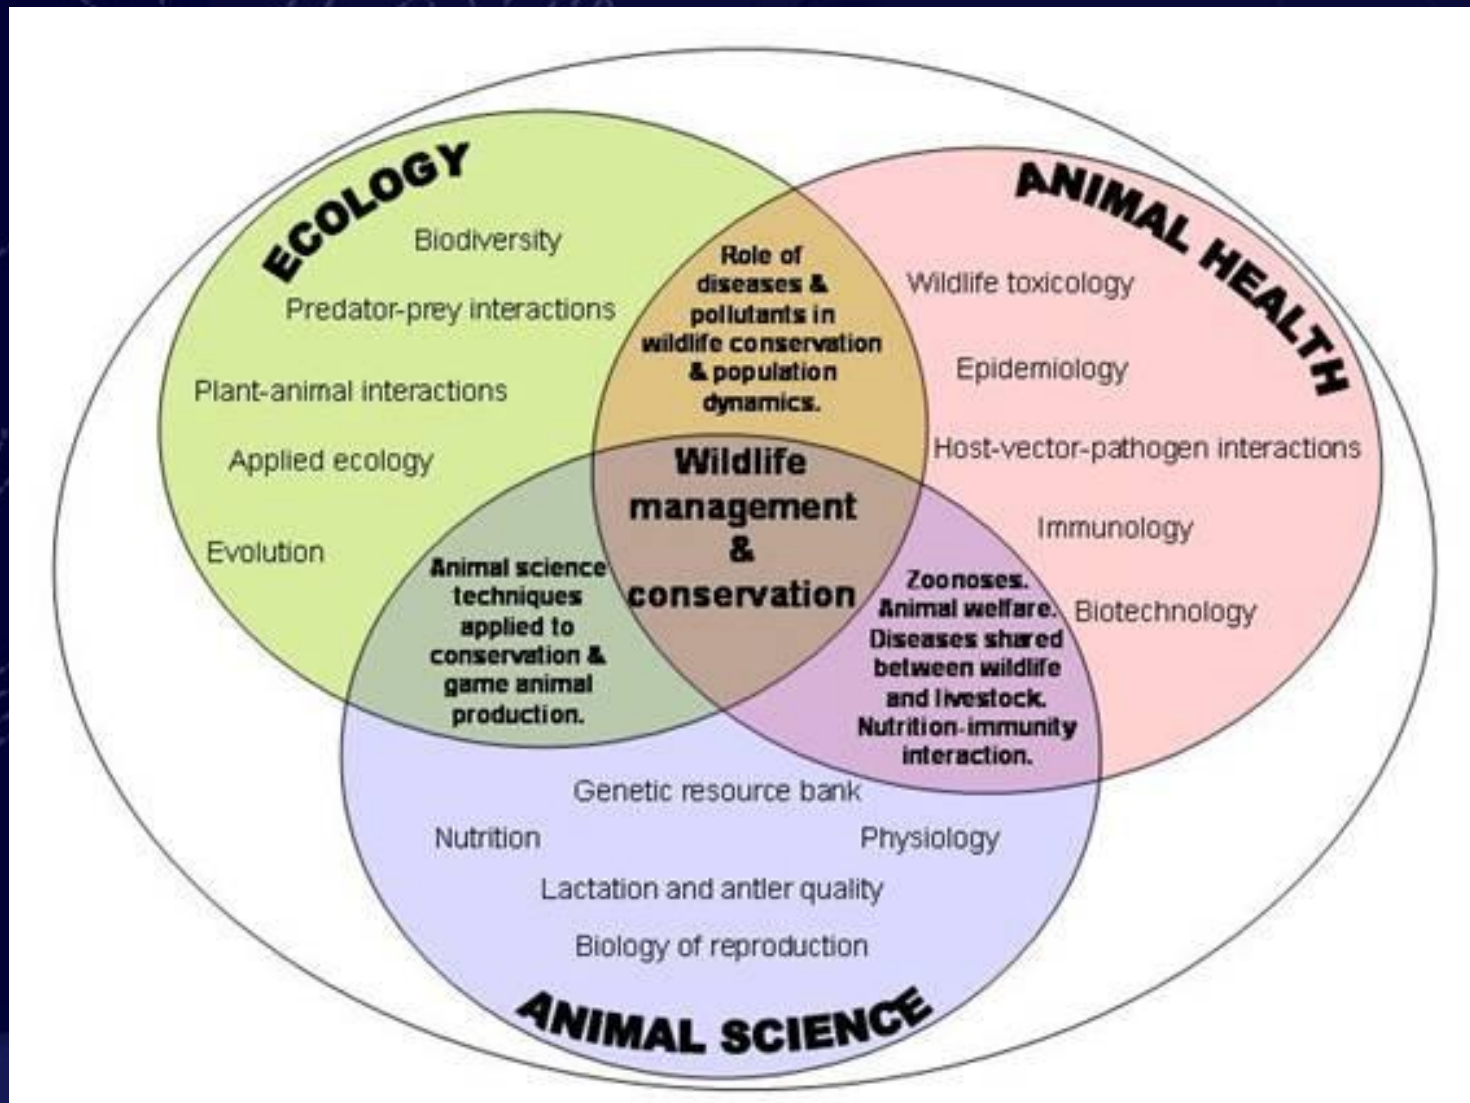 ECOLOGY
Biodiversity
Predator-prey interactions
Plant-animal interactions
Applied ecology
Evolution
Role of
diseases &
pollutants in
wildlife conservation
& population
dynamics.
ANIMAL HEALTH
Wildlife toxicology
Epidemiology
Host-vector-pathogen interactions
Immunology
Biotechnology
Wildlife
management
&
conservation
Animal science
techniques
applied to
conservation &
game animal
production.
Zoonoses.
Animal welfare.
Diseases shared
between wildlife
and livestock.
Nutrition-immunity
interaction.
Genetic resource bank
Nutrition
Physiology
Lactation and antler quality
Biology of reproduction
ANIMAL SCIENCE